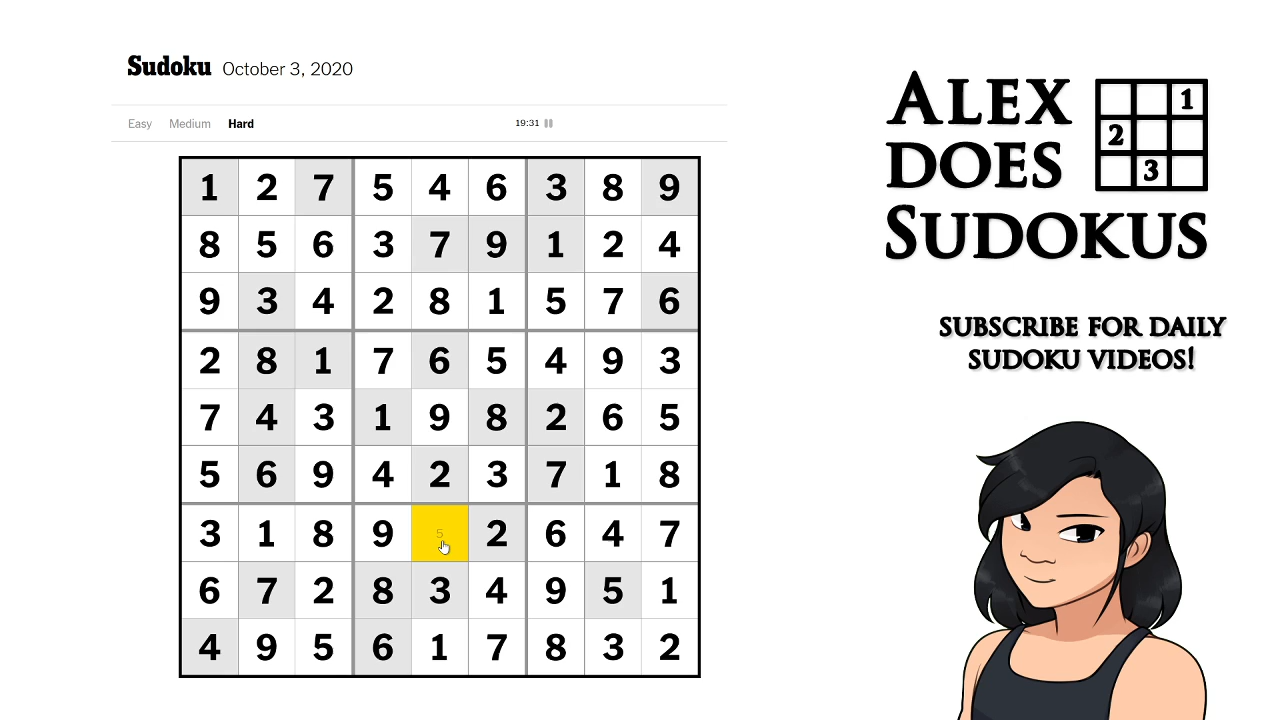 Sudoku October 3, 2020
Easy Medium Hard 19:31
1 2 7 5 4 6 3 8 9
8 5 6 3 7 9 1 2 4
9 3 4 2 8 1 5 7 6
2 8 1 7 6 5 4 9 3
7 4 3 1 9 8 2 6 5
5 6 9 4 2 3 7 1 8
3 1 8 9 5 2 6 4 7
6 7 2 8 3 4 9 5 1
4 9 5 6 1 7 8 3 2
ALEX
DOES
SUDOKUS
1
2
3
SUBSCRIBE FOR DAILY
SUDOKU VIDEOS!